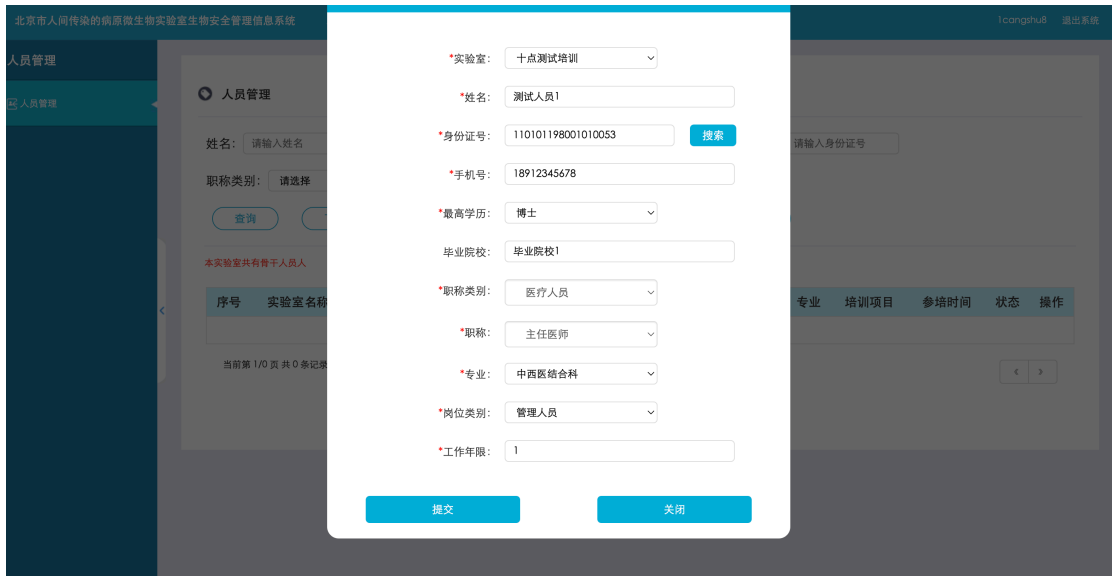 北京市人间传染的病原微生物实验室生物安全管理信息系统
1cangshu8 退出系统
人员管理
人员管理
人员管理
姓名： 请输入姓名
请输入身份证号
职称类别： 请选择
查询
本实验室共有骨干人员人
序号 实验室名称 专业 培训项目 参培时间 状态 操作
当前第 1/0 页 共 0 条记录
*实验室： 十点测试培训
*姓名： 测试人员1
*身份证号： 110101198001010053 搜索
*手机号： 18912345678
*最高学历： 博士
毕业院校： 毕业院校1
*职称类别： 医疗人员
*职称： 主任医师
*专业： 中西医结合科
*岗位类别： 管理人员
*工作年限： 1
提交 关闭